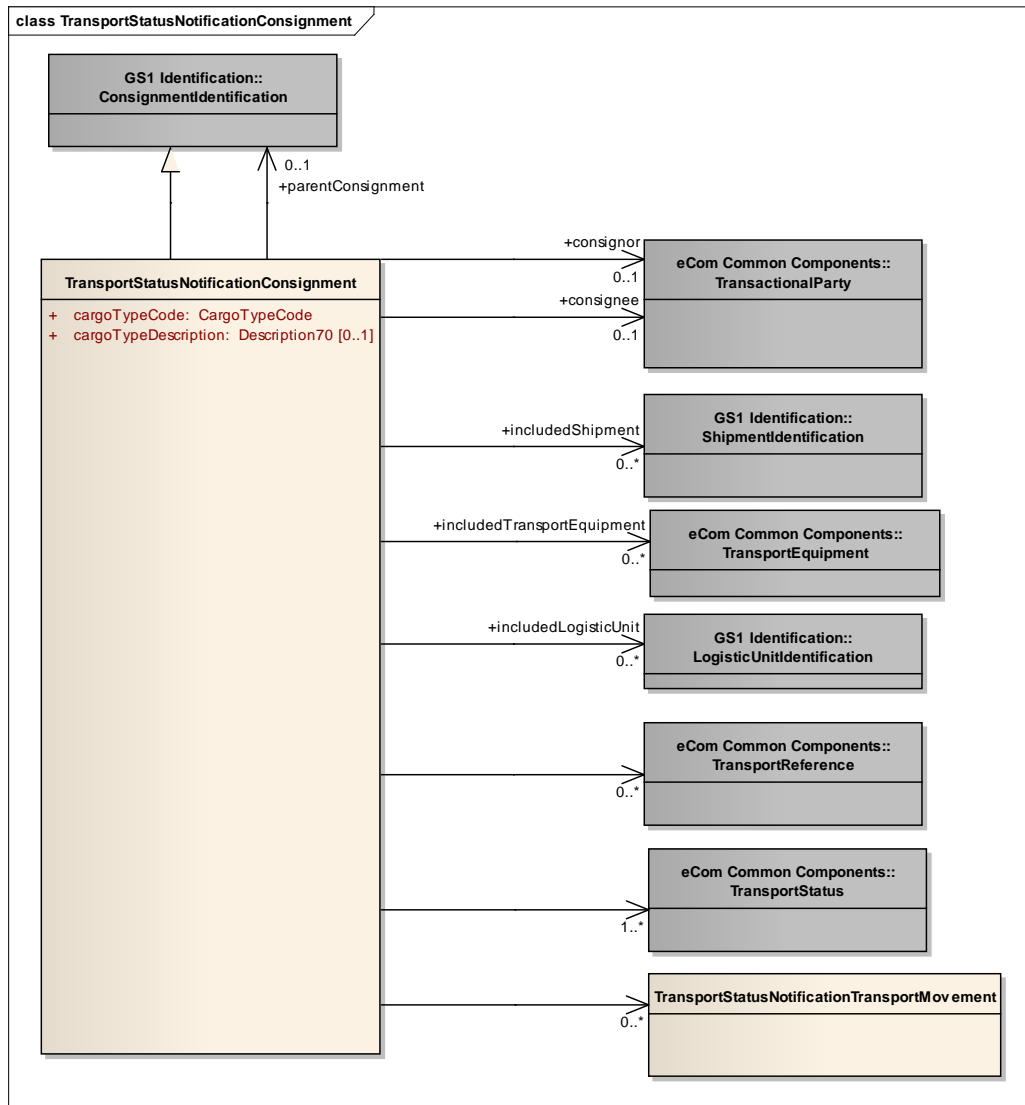 class TransportStatusNotificationConsignment
GS1 Identification::
ConsignmentIdentification
0..1
+parentConsignment
TransportStatusNotificationConsignment
+ cargoTypeCode: CargoTypeCode
+ cargoTypeDescription: Description70 [0..1]
+consignor
0..1
+consignee
0..1
eCom Common Components::
TransactionalParty
+includedShipment
0..*
GS1 Identification::
ShipmentIdentification
+includedTransportEquipment
0..*
eCom Common Components::
TransportEquipment
+includedLogisticUnit
0..*
GS1 Identification::
LogisticUnitIdentification
0..*
eCom Common Components::
TransportReference
1..*
eCom Common Components::
TransportStatus
0..*
TransportStatusNotificationTransportMovement